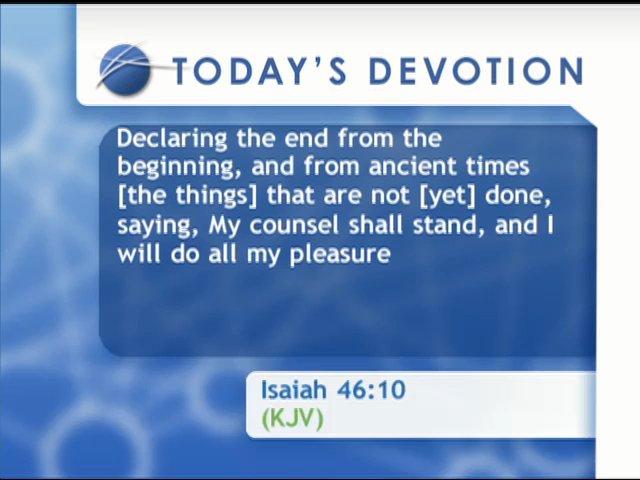 TODAY'S DEVOTION
Declaring the end from the
beginning, and from ancient times
[the things] that are not [yet] done,
saying, My counsel shall stand, and I
will do all my pleasure
Isaiah 46:10
(KJV)